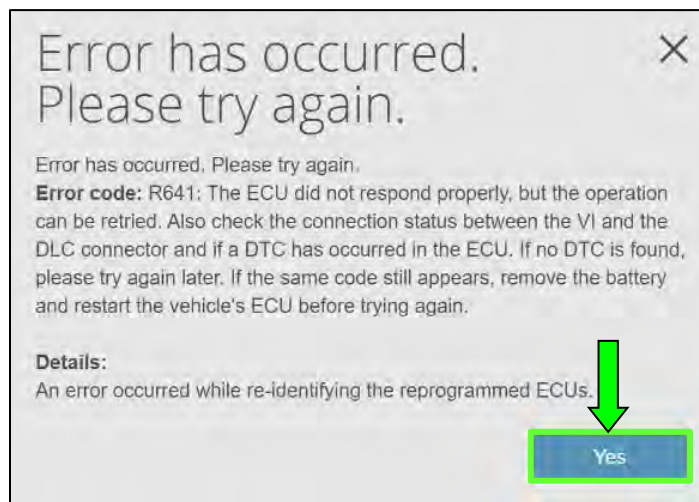 Error has occurred.
Please try again.
Error has occurred. Please try again.
Error code: R641: The ECU did not respond properly, but the operation
can be retried. Also check the connection status between the VI and the
DLC connector and if a DTC has occurred in the ECU. If no DTC is found,
please try again later. If the same code still appears, remove the battery
and restart the vehicle's ECU before trying again.
Details:
An error occurred while re-identifying the reprogrammed ECUs.
Yes